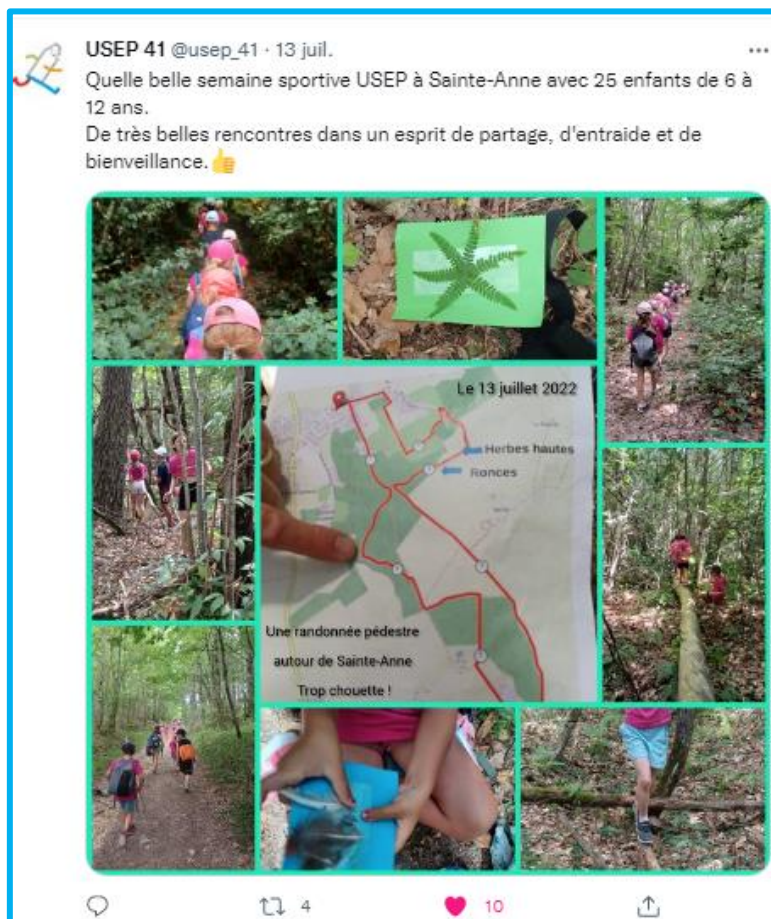 USEP 41 @usep_41 · 13 juil.
Quelle belle semaine sportive USEP à Sainte-Anne avec 25 enfants de 6 à
12 ans.
De très belles rencontres dans un esprit de partage, d'entraide et de
bienveillance.👍
Le 13 juillet 2022
Herbes hautes
Ronces
Une randonnée pédestre
autour de Sainte-Anne
Trop chouette !
4
10